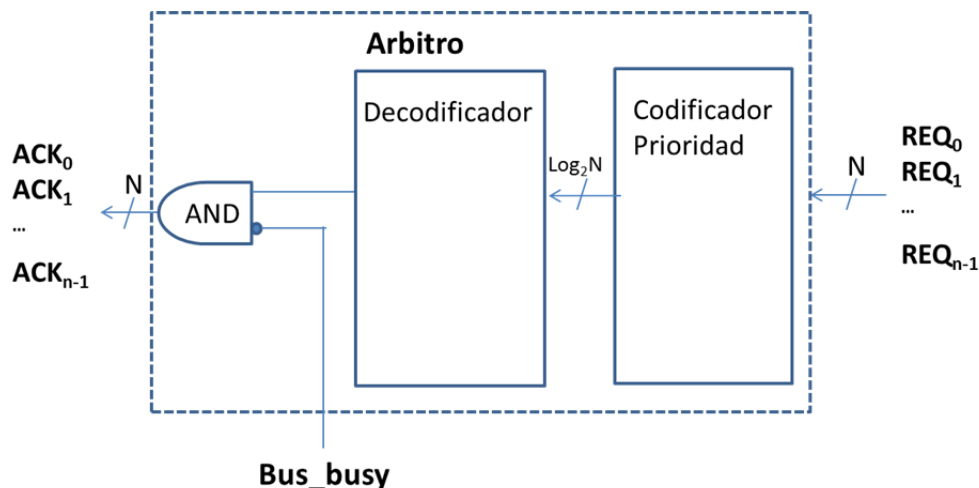 Arbitro
Decodificador
Codificador
Prioridad
ACK₀
ACK₁
...
ACKₙ₋₁
N
AND
Log₂N
N
REQ₀
REQ₁
...
REQₙ₋₁
Bus_busy